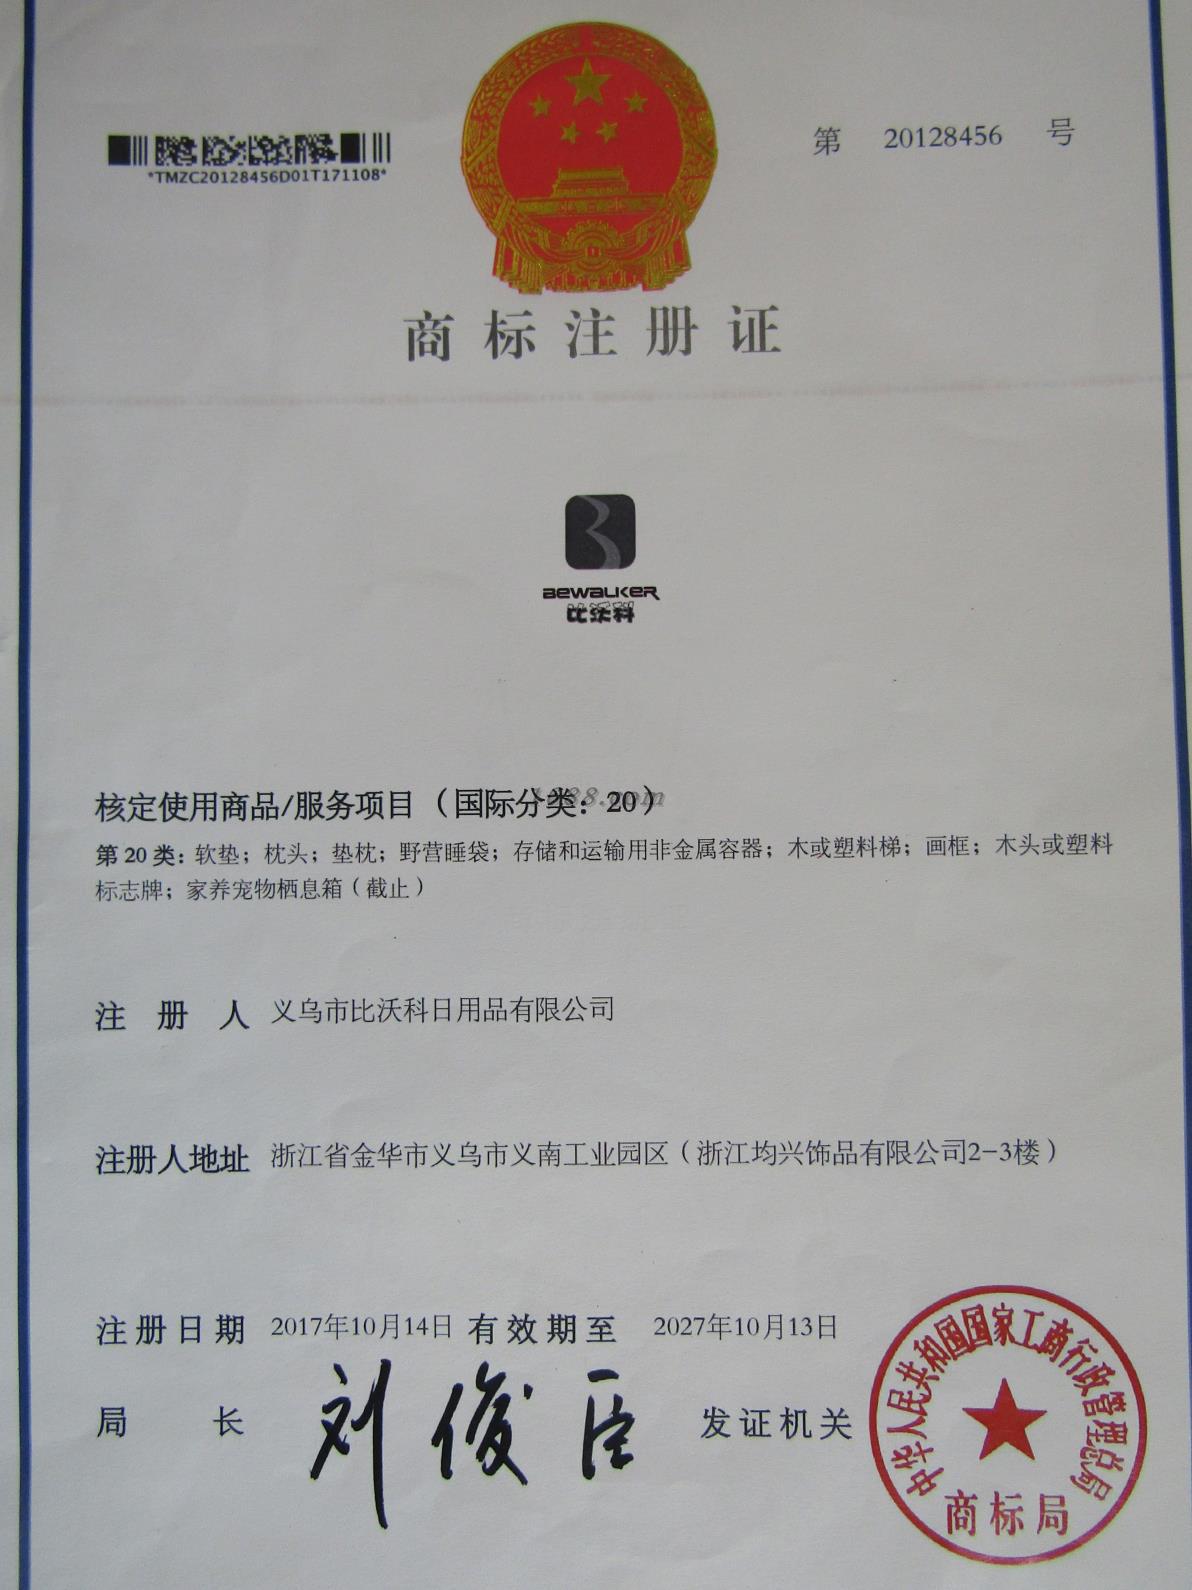 第 20128456 号
*TMZC20128456D01T171108*
商标注册证
BEWALKER
比沃科
核定使用商品/服务项目（国际分类：20）
1688.com
第20类：软垫；枕头；垫枕；野营睡袋；存储和运输用非金属容器；木或塑料梯；画框；木头或塑料
标志牌；家养宠物栖息箱（截止）
注册人 义乌市比沃科日用品有限公司
注册人地址 浙江省金华市义乌市义南工业园区（浙江均兴饰品有限公司2-3楼）
注册日期 2017年10月14日 有效期至 2027年10月13日
局长 刘俊臣 发证机关
中华人民共和国国家工商行政管理总局
商标局